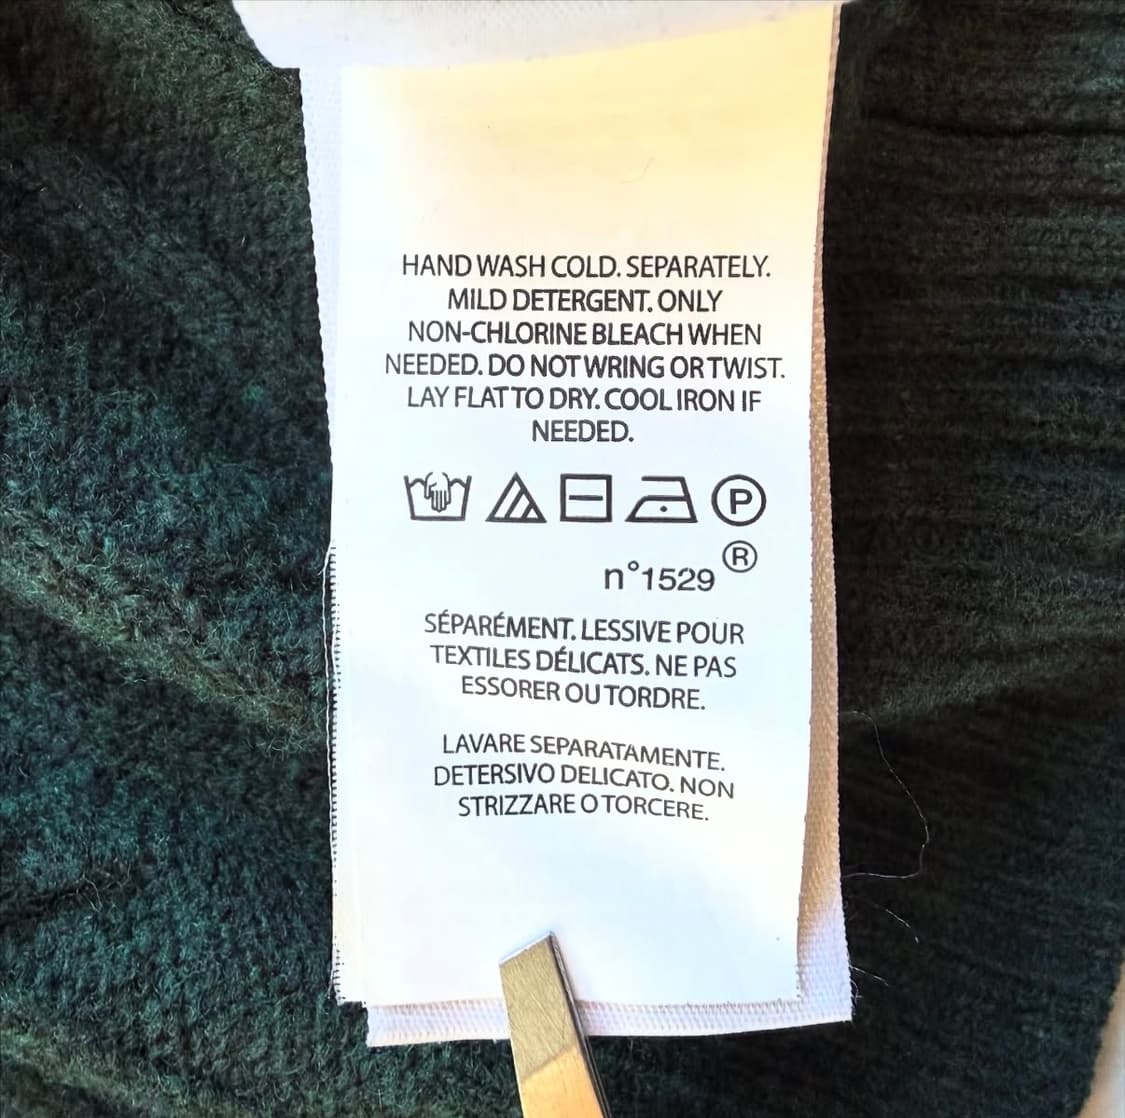 HAND WASH COLD. SEPARATELY.
MILD DETERGENT. ONLY
NON-CHLORINE BLEACH WHEN
NEEDED. DO NOT WRING OR TWIST.
LAY FLAT TO DRY. COOL IRON IF
NEEDED.
P
n°1529 ®
SÉPARÉMENT. LESSIVE POUR
TEXTILES DÉLICATS. NE PAS
ESSORER OU TORDRE.
LAVARE SEPARATAMENTE.
DETERSIVO DELICATO. NON
STRIZZARE O TORCERE.